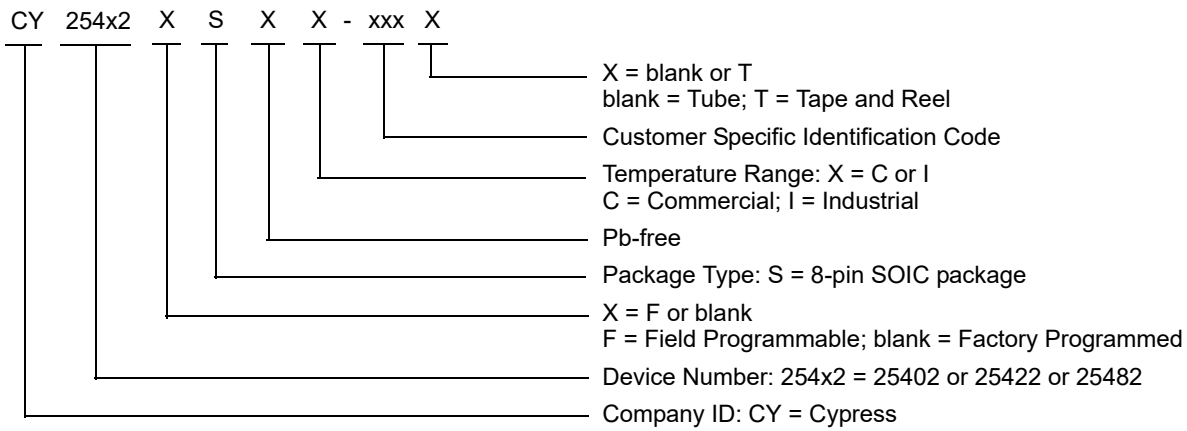 CY 254x2 X S X X - xxx X
X = blank or T
blank = Tube; T = Tape and Reel
Customer Specific Identification Code
Temperature Range: X = C or I
C = Commercial; I = Industrial
Pb-free
Package Type: S = 8-pin SOIC package
X = F or blank
F = Field Programmable; blank = Factory Programmed
Device Number: 254x2 = 25402 or 25422 or 25482
Company ID: CY = Cypress